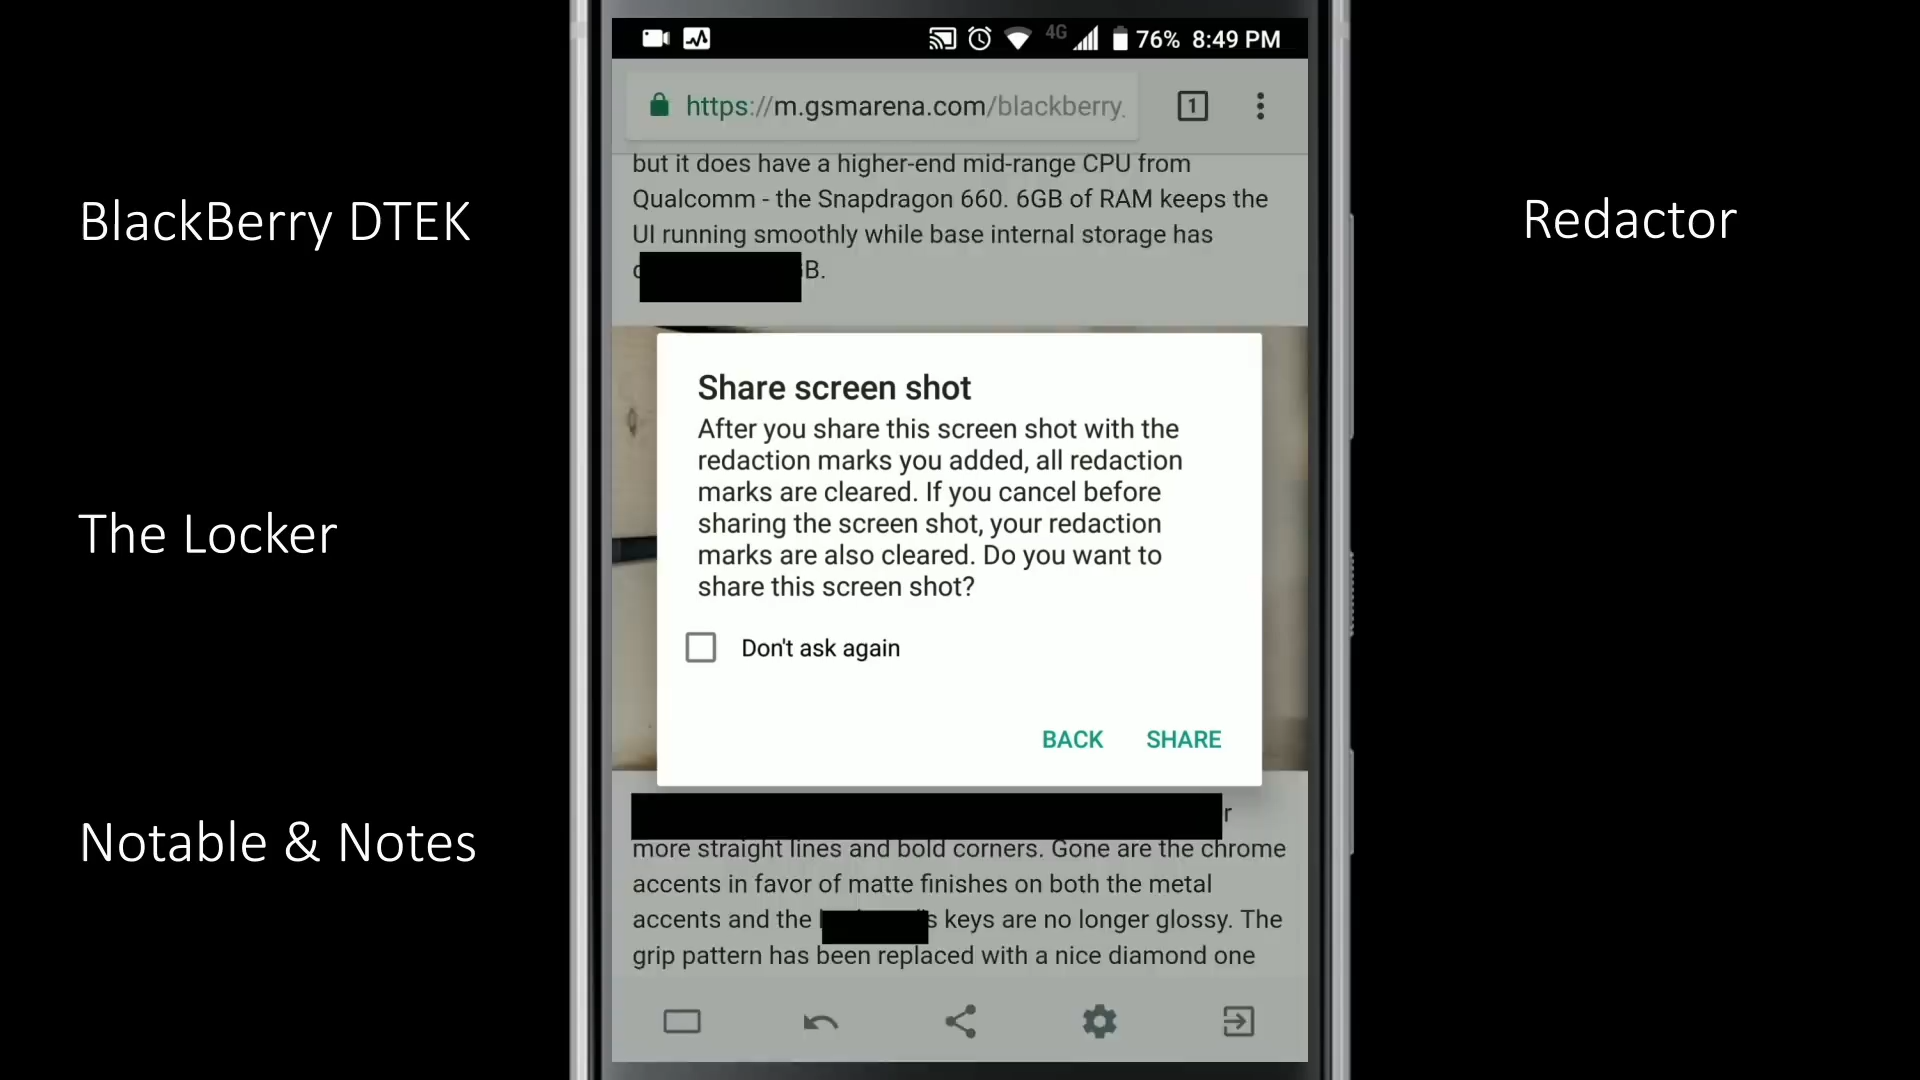 BlackBerry DTEK
The Locker
Notable & Notes
4G 76% 8:49 PM
https://m.gsmarena.com/blackberry
1
but it does have a higher-end mid-range CPU from
Qualcomm - the Snapdragon 660. 6GB of RAM keeps the
UI running smoothly while base internal storage has
B.
Share screen shot
After you share this screen shot with the
redaction marks you added, all redaction
marks are cleared. If you cancel before
sharing the screen shot, your redaction
marks are also cleared. Do you want to
share this screen shot?
Don't ask again
BACK SHARE
r
more straight lines and bold corners. Gone are the chrome
accents in favor of matte finishes on both the metal
accents and the s keys are no longer glossy. The
grip pattern has been replaced with a nice diamond one
Redactor